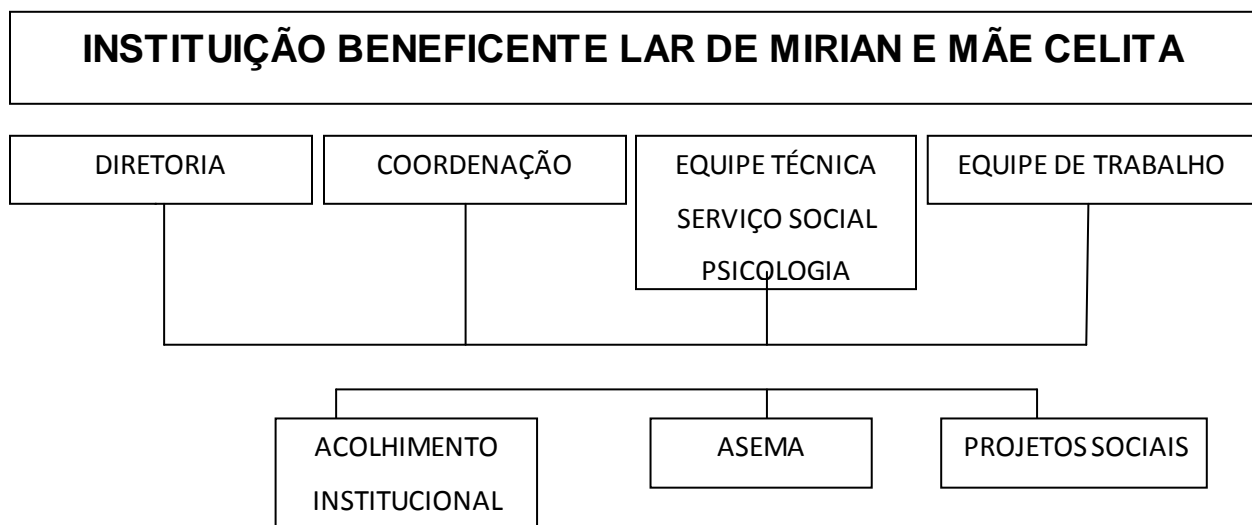 INSTITUIÇÃO BENEFICENTE LAR DE MIRIAN E MÃE CELITA
DIRETORIA
COORDENAÇÃO
EQUIPE TÉCNICA
SERVIÇO SOCIAL
PSICOLOGIA
EQUIPE DE TRABALHO
ACOLHIMENTO
INSTITUCIONAL
ASEMA
PROJETOS SOCIAIS